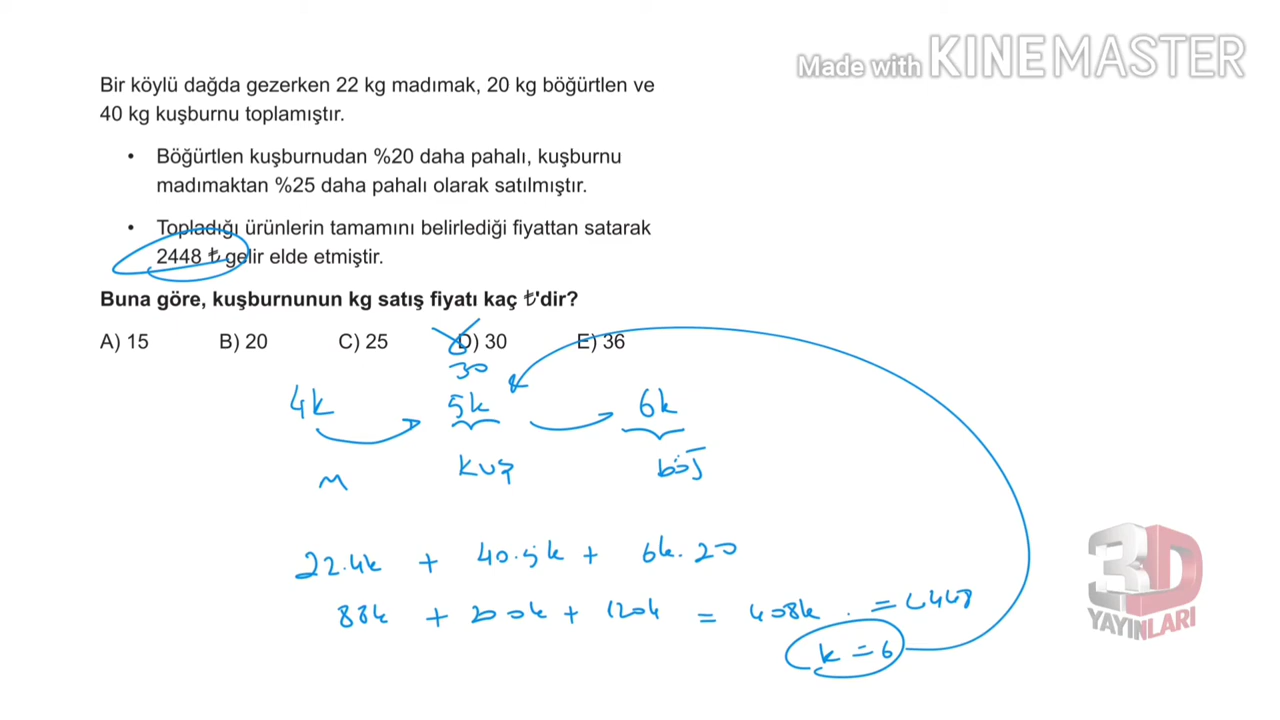 Made with KINEMASTER
Bir köylü dağda gezerken 22 kg madımak, 20 kg böğürtlen ve
40 kg kuşburnu toplamıştır.
• Böğürtlen kuşburnudan %20 daha pahalı, kuşburnu
madımaktan %25 daha pahalı olarak satılmıştır.
• Topladığı ürünlerin tamamını belirlediği fiyattan satarak
2448 ₺ gelir elde etmiştir.
Buna göre, kuşburnunun kg satış fiyatı kaç ₺'dir?
A) 15 B) 20 C) 25 D) 30 E) 36
30
4k 5k 6k
M kuş böğ
22.4k + 40.5k + 6k.20
88k + 200k + 120k = 408k = 2448
k = 6
3D
YAYINLARI